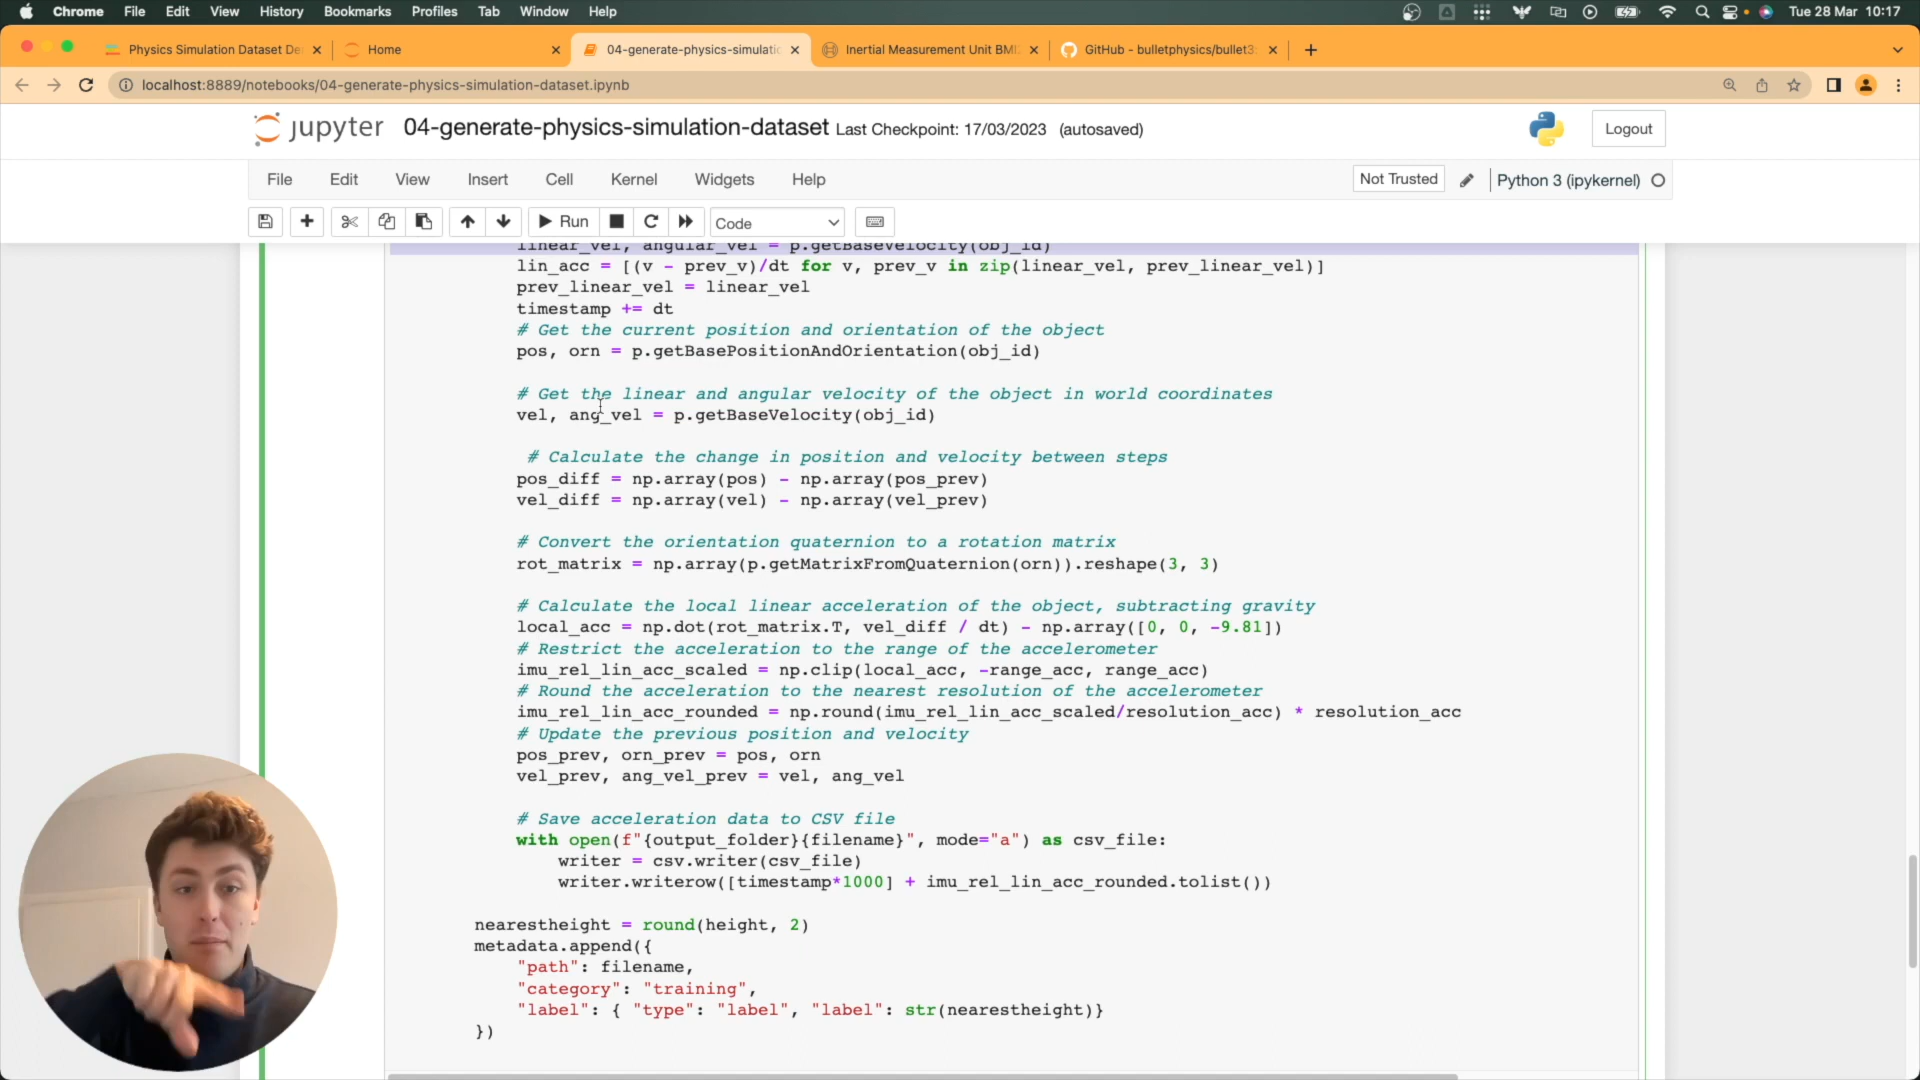 Chrome File Edit View History Bookmarks Profiles Tab Window Help Tue 28 Mar 10:17
Physics Simulation Dataset De
Home
04-generate-physics-simulatic
Inertial Measurement Unit BMI
GitHub - bulletphysics/bullet3:
localhost:8889/notebooks/04-generate-physics-simulation-dataset.ipynb
jupyter 04-generate-physics-simulation-dataset Last Checkpoint: 17/03/2023 (autosaved) Logout
File Edit View Insert Cell Kernel Widgets Help Not Trusted Python 3 (ipykernel)
Run Code
linear_vel, angular_vel = p.getBaseVelocity(obj_id)
lin_acc = [(v - prev_v)/dt for v, prev_v in zip(linear_vel, prev_linear_vel)]
prev_linear_vel = linear_vel
timestamp += dt
# Get the current position and orientation of the object
pos, orn = p.getBasePositionAndOrientation(obj_id)
# Get the linear and angular velocity of the object in world coordinates
vel, ang_vel = p.getBaseVelocity(obj_id)
# Calculate the change in position and velocity between steps
pos_diff = np.array(pos) - np.array(pos_prev)
vel_diff = np.array(vel) - np.array(vel_prev)
# Convert the orientation quaternion to a rotation matrix
rot_matrix = np.array(p.getMatrixFromQuaternion(orn)).reshape(3, 3)
# Calculate the local linear acceleration of the object, subtracting gravity
local_acc = np.dot(rot_matrix.T, vel_diff / dt) - np.array([0, 0, -9.81])
# Restrict the acceleration to the range of the accelerometer
imu_rel_lin_acc_scaled = np.clip(local_acc, -range_acc, range_acc)
# Round the acceleration to the nearest resolution of the accelerometer
imu_rel_lin_acc_rounded = np.round(imu_rel_lin_acc_scaled/resolution_acc) * resolution_acc
# Update the previous position and velocity
pos_prev, orn_prev = pos, orn
vel_prev, ang_vel_prev = vel, ang_vel
# Save acceleration data to CSV file
with open(f"{output_folder}{filename}", mode="a") as csv_file:
writer = csv.writer(csv_file)
writer.writerow([timestamp*1000] + imu_rel_lin_acc_rounded.tolist())
nearestheight = round(height, 2)
metadata.append({
"path": filename,
"category": "training",
"label": { "type": "label", "label": str(nearestheight)}
})